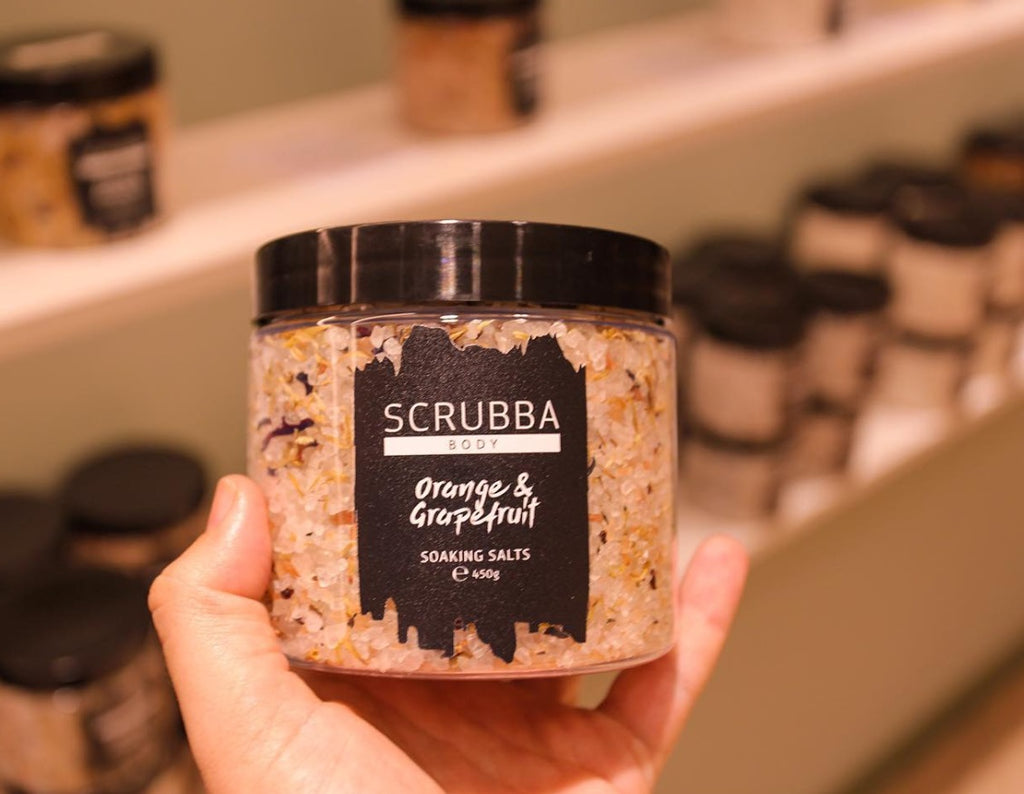 SCRUBBA
BODY
Orange &
Grapefruit
SOAKING SALTS
℮ 450g